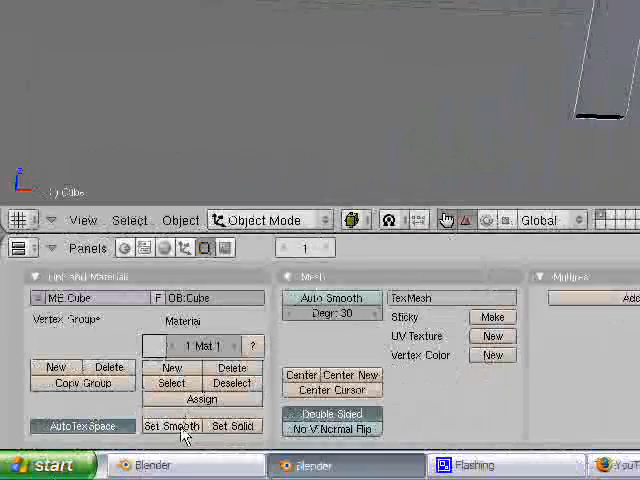 z
Cube
View Select Object Object Mode Global
Panels 1
Link and Materials Mesh Multires
ME:Cube F OB:Cube Auto Smooth TexMesh Add
Degr: 30
Vertex Groups Material Sticky Make
1 Mat 1 ? UV Texture New
Vertex Color New
New Delete New Delete
Copy Group Select Deselect Center Center New
Assign Center Cursor
Double Sided
AutoTexSpace Set Smooth Set Solid No V.Normal Flip
start Blender Blender Flashing YouT